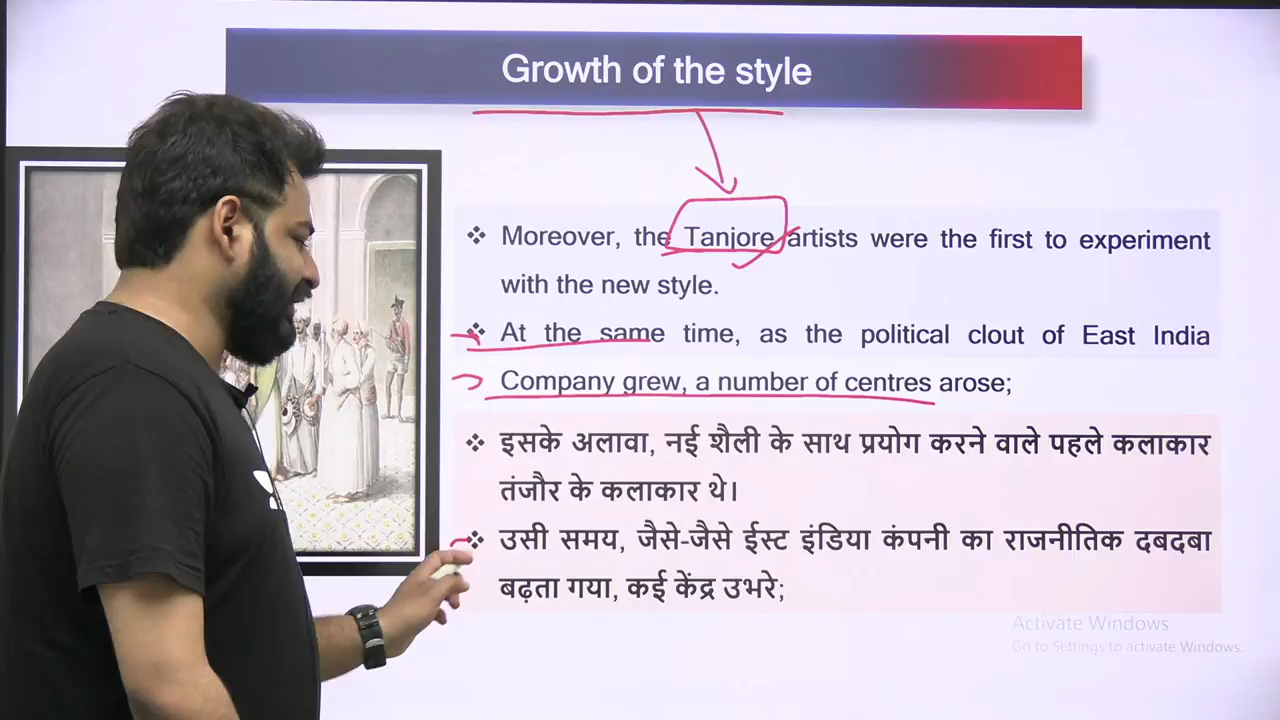 Growth of the style
❖ Moreover, the Tanjore artists were the first to experiment
with the new style.
❖ At the same time, as the political clout of East India
Company grew, a number of centres arose;
❖ इसके अलावा, नई शैली के साथ प्रयोग करने वाले पहले कलाकार
तंजौर के कलाकार थे।
❖ उसी समय, जैसे-जैसे ईस्ट इंडिया कंपनी का राजनीतिक दबदबा
बढ़ता गया, कई केंद्र उभरे;
Activate Windows
Go to Settings to activate Windows.